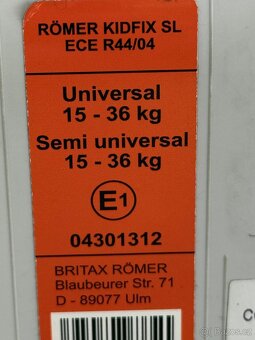 RÖMER KIDFIX SL
ECE R44/04
Universal
15 - 36 kg
Semi universal
15 - 36 kg
E1
04301312
BRITAX RÖMER
Blaubeurer Str. 71
D - 89077 Ulm